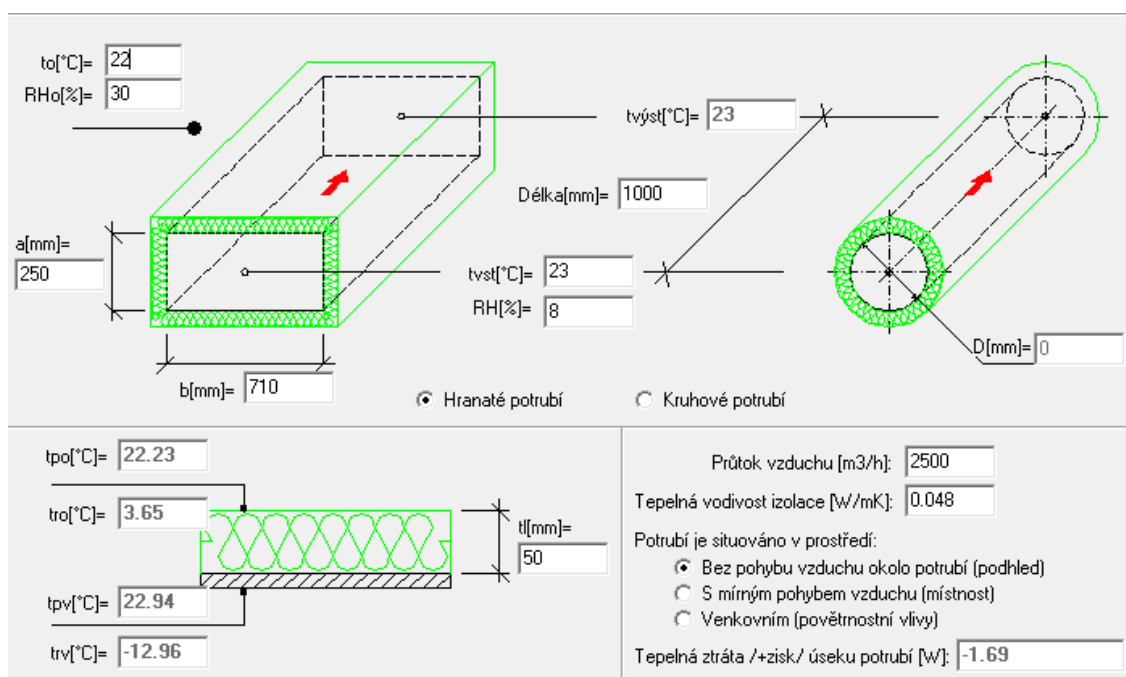 to[°C]= 22
RHo[%]= 30
tvýst[°C]= 23
Délka[mm]= 1000
a[mm]=
250
tvst[°C]= 23
RH[%]= 8
D[mm]= 0
b[mm]= 710
Hranaté potrubí
Kruhové potrubí
tpo[°C]= 22.23
tro[°C]= 3.65
tl[mm]=
50
tpv[°C]= 22.94
trv[°C]= -12.96
Průtok vzduchu [m3/h]: 2500
Tepelná vodivost izolace [W/mK]: 0.048
Potrubí je situováno v prostředí:
Bez pohybu vzduchu okolo potrubí (podhled)
S mírným pohybem vzduchu (místnost)
Venkovním (povětrnostní vlivy)
Tepelná ztráta /+zisk/ úseku potrubí [W]: -1.69